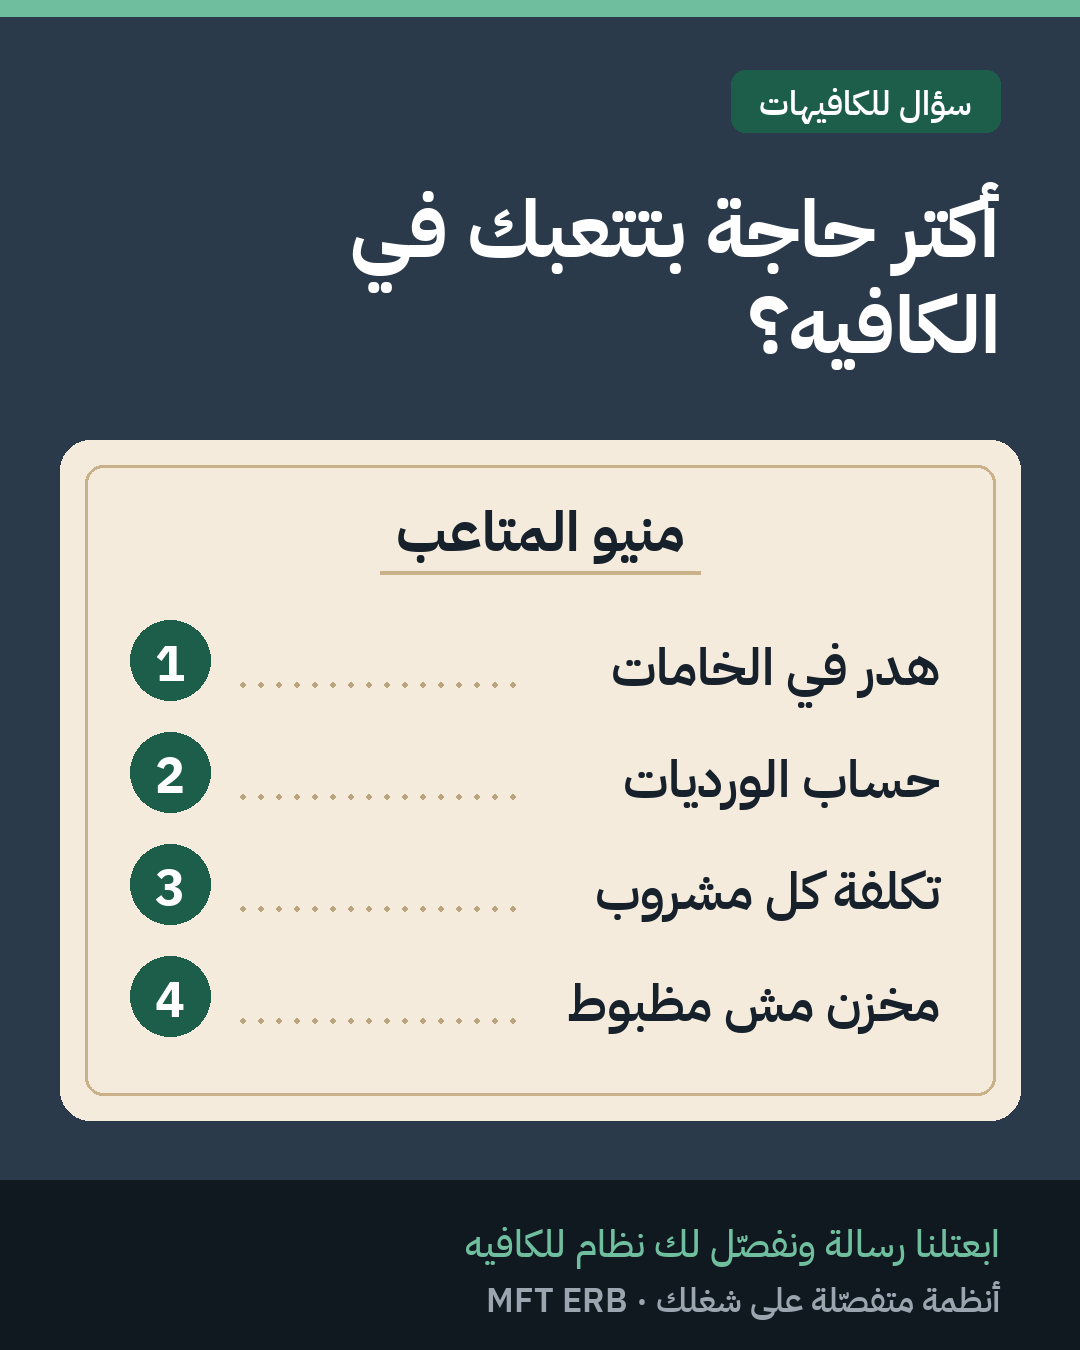 سؤال للكافيهات
أكتر حاجة بتتعبك في
الكافيه؟
منيو المتاعب
هدر في الخامات ............... 1
حساب الورديات ............... 2
تكلفة كل مشروب ............... 3
مخزن مش مظبوط ............... 4
ابعتلنا رسالة ونفصّل لك نظام للكافيه
أنظمة متفصّلة على شغلك · MFT ERB